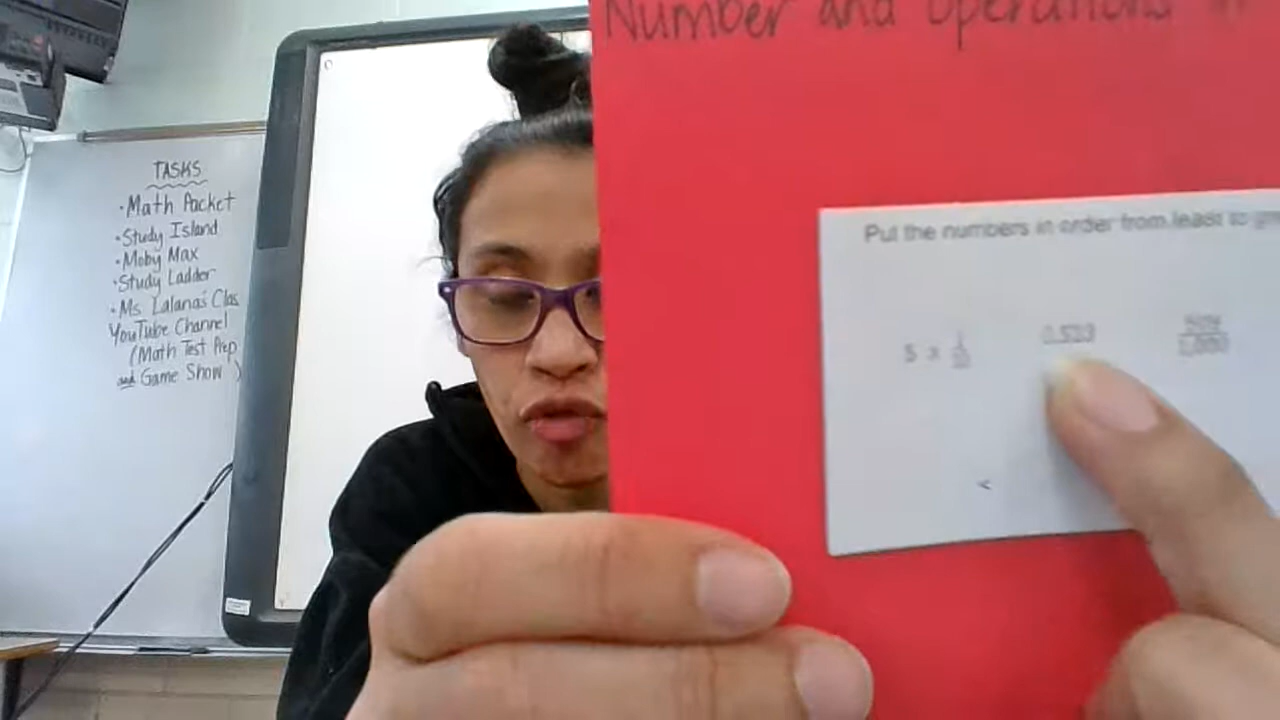 TASKS
• Math Packet
• Study Island
• Moby Max
• Study Ladder
• Ms. Lalana's Clas
YouTube Channel
(Math Test Prep
and Game Show )
Number and Operations
Put the numbers in order from least to
5 x
<